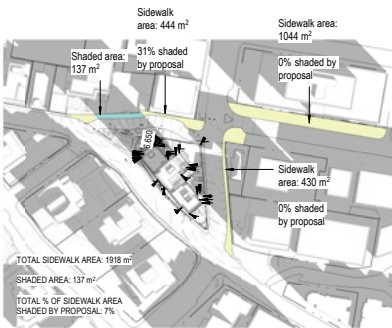 Sidewalk
area: 444 m²
31% shaded
by proposal
Sidewalk
area:
1044 m²
0% shaded by
proposal
Shaded area:
137 m²
6.650
Sidewalk
area: 430 m²
0% shaded
by proposal
TOTAL SIDEWALK AREA: 1918 m²
SHADED AREA: 137 m²
TOTAL % OF SIDEWALK AREA
SHADED BY PROPOSAL: 7%